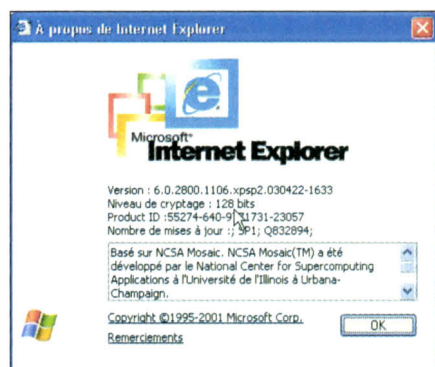 À propos de Internet Explorer
Microsoft®
Internet Explorer
Version : 6.0.2800.1106.xpsp2.030422-1633
Niveau de cryptage : 128 bits
Product ID :55274-640- 1731-23057
Nombre de mises à jour :; SP1; Q832894;
Basé sur NCSA Mosaic. NCSA Mosaic(TM) a été
développé par le National Center for Supercomputing
Applications à l'Université de l'Illinois à Urbana-
Champaign.
Copyright ©1995-2001 Microsoft Corp.
OK
Remerciements